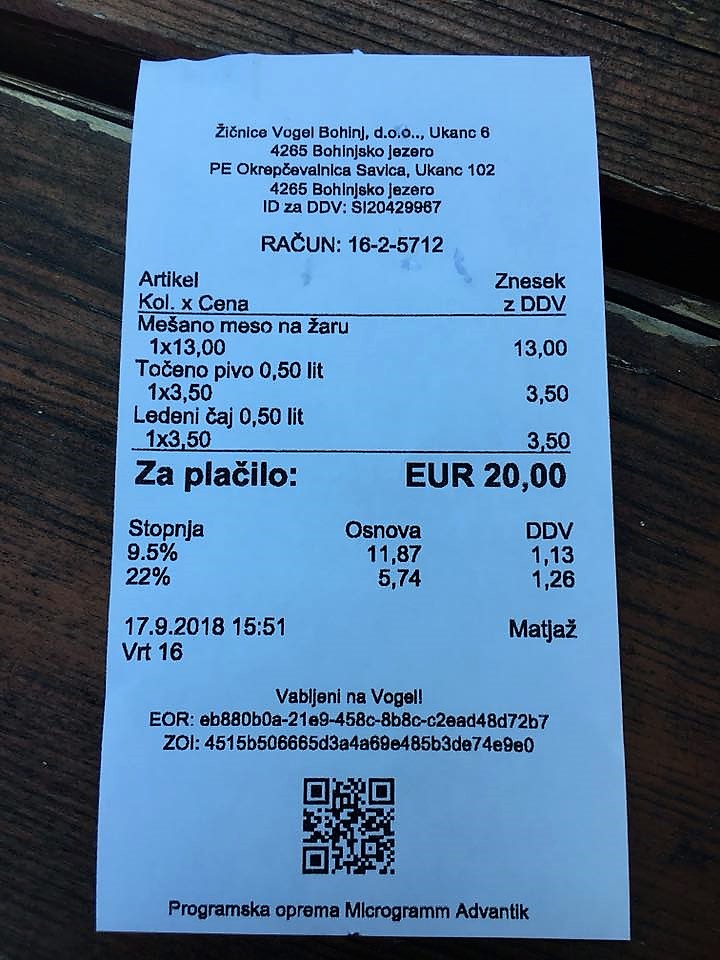 Žičnice Vogel Bohinj, d.o.o.., Ukanc 6
4265 Bohinjsko jezero
PE Okrepčevalnica Savica, Ukanc 102
4265 Bohinjsko jezero
ID za DDV: SI20429967
RAČUN: 16-2-5712
Artikel Znesek
Kol. x Cena z DDV
Mešano meso na žaru
1x13,00 13,00
Točeno pivo 0,50 lit
1x3,50 3,50
Ledeni čaj 0,50 lit
1x3,50 3,50
Za plačilo: EUR 20,00
Stopnja Osnova DDV
9.5% 11,87 1,13
22% 5,74 1,26
17.9.2018 15:51 Matjaž
Vrt 16
Vabljeni na Vogel!
EOR: eb880b0a-21e9-458c-8b8c-c2ead48d72b7
ZOI: 4515b506665d3a4a69e485b3de74e9e0
Programska oprema Microgramm Advantik